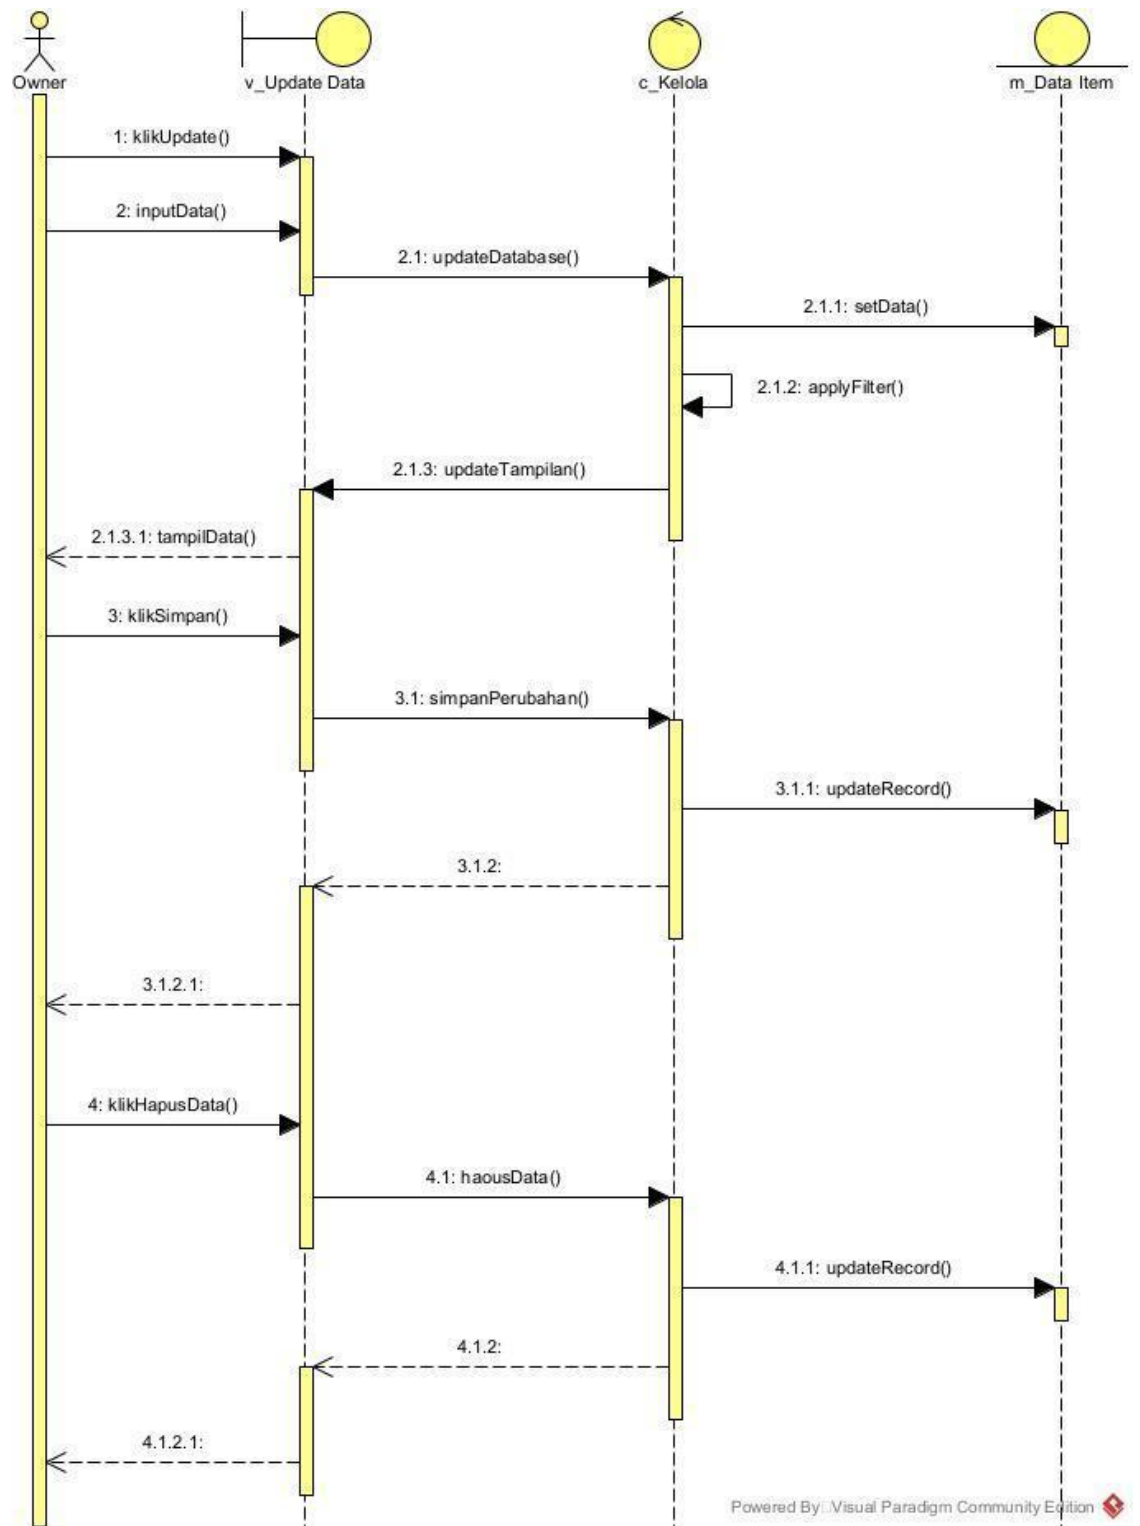 Owner
v_Update Data
c_Kelola
m_Data Item
1: klikUpdate()
2: inputData()
2.1: updateDatabase()
2.1.1: setData()
2.1.2: applyFilter()
2.1.3: updateTampilan()
2.1.3.1: tampilData()
3: klikSimpan()
3.1: simpanPerubahan()
3.1.1: updateRecord()
3.1.2:
3.1.2.1:
4: klikHapusData()
4.1: haousData()
4.1.1: updateRecord()
4.1.2:
4.1.2.1:
Powered By Visual Paradigm Community Edition